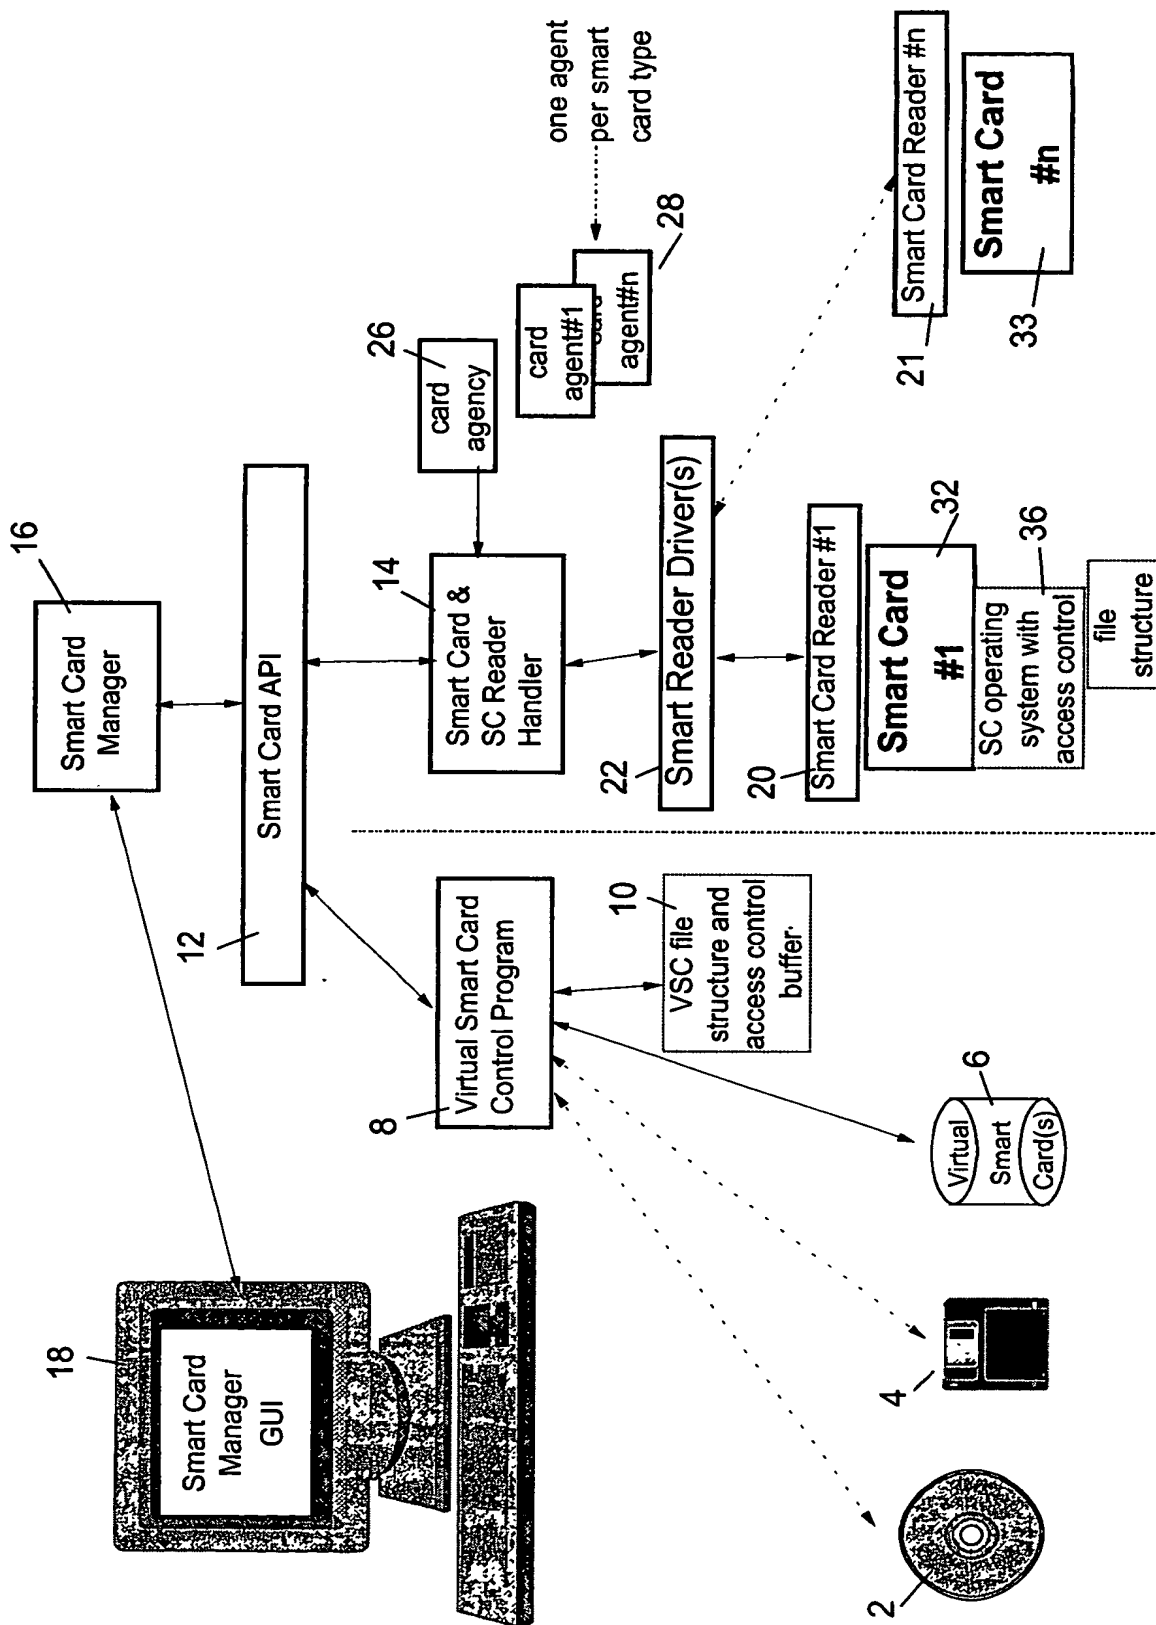 18
Smart Card
Manager
GUI
16
Smart Card
Manager
12
Smart Card API
8
Virtual Smart Card
Control Program
14
Smart Card &
SC Reader
Handler
26
card
agency
card
agent#1
agent#n
28
one agent
per smart
card type
10
VSC file
structure and
access control
buffer.
22
Smart Reader Driver(s)
20
Smart Card Reader #1
Smart Card
#1
32
SC operating
system with
access control
36
file
structure
21
Smart Card Reader #n
Smart Card
#n
33
2
4
6
Virtual
Smart
Card(s)